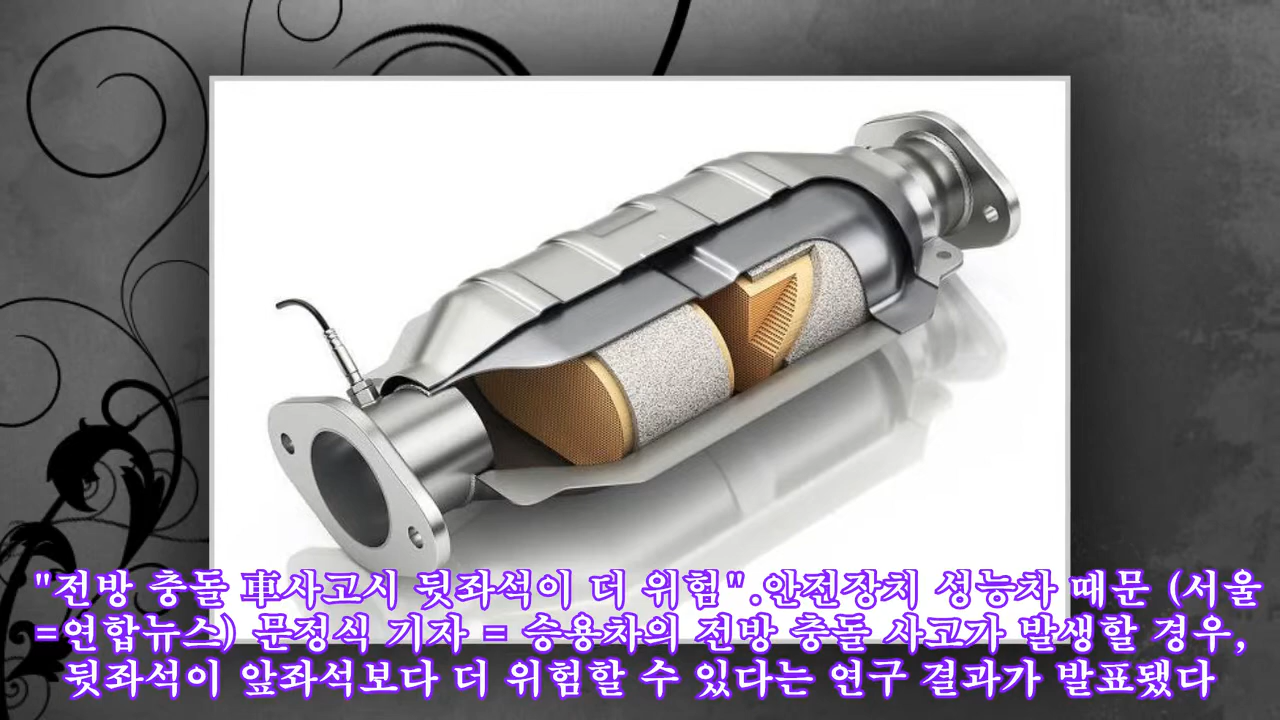 "전방 충돌 車사고시 뒷좌석이 더 위험".안전장치 성능차 때문 (서울
=연합뉴스) 문정식 기자 = 승용차의 전방 충돌 사고가 발생할 경우,
뒷좌석이 앞좌석보다 더 위험할 수 있다는 연구 결과가 발표됐다